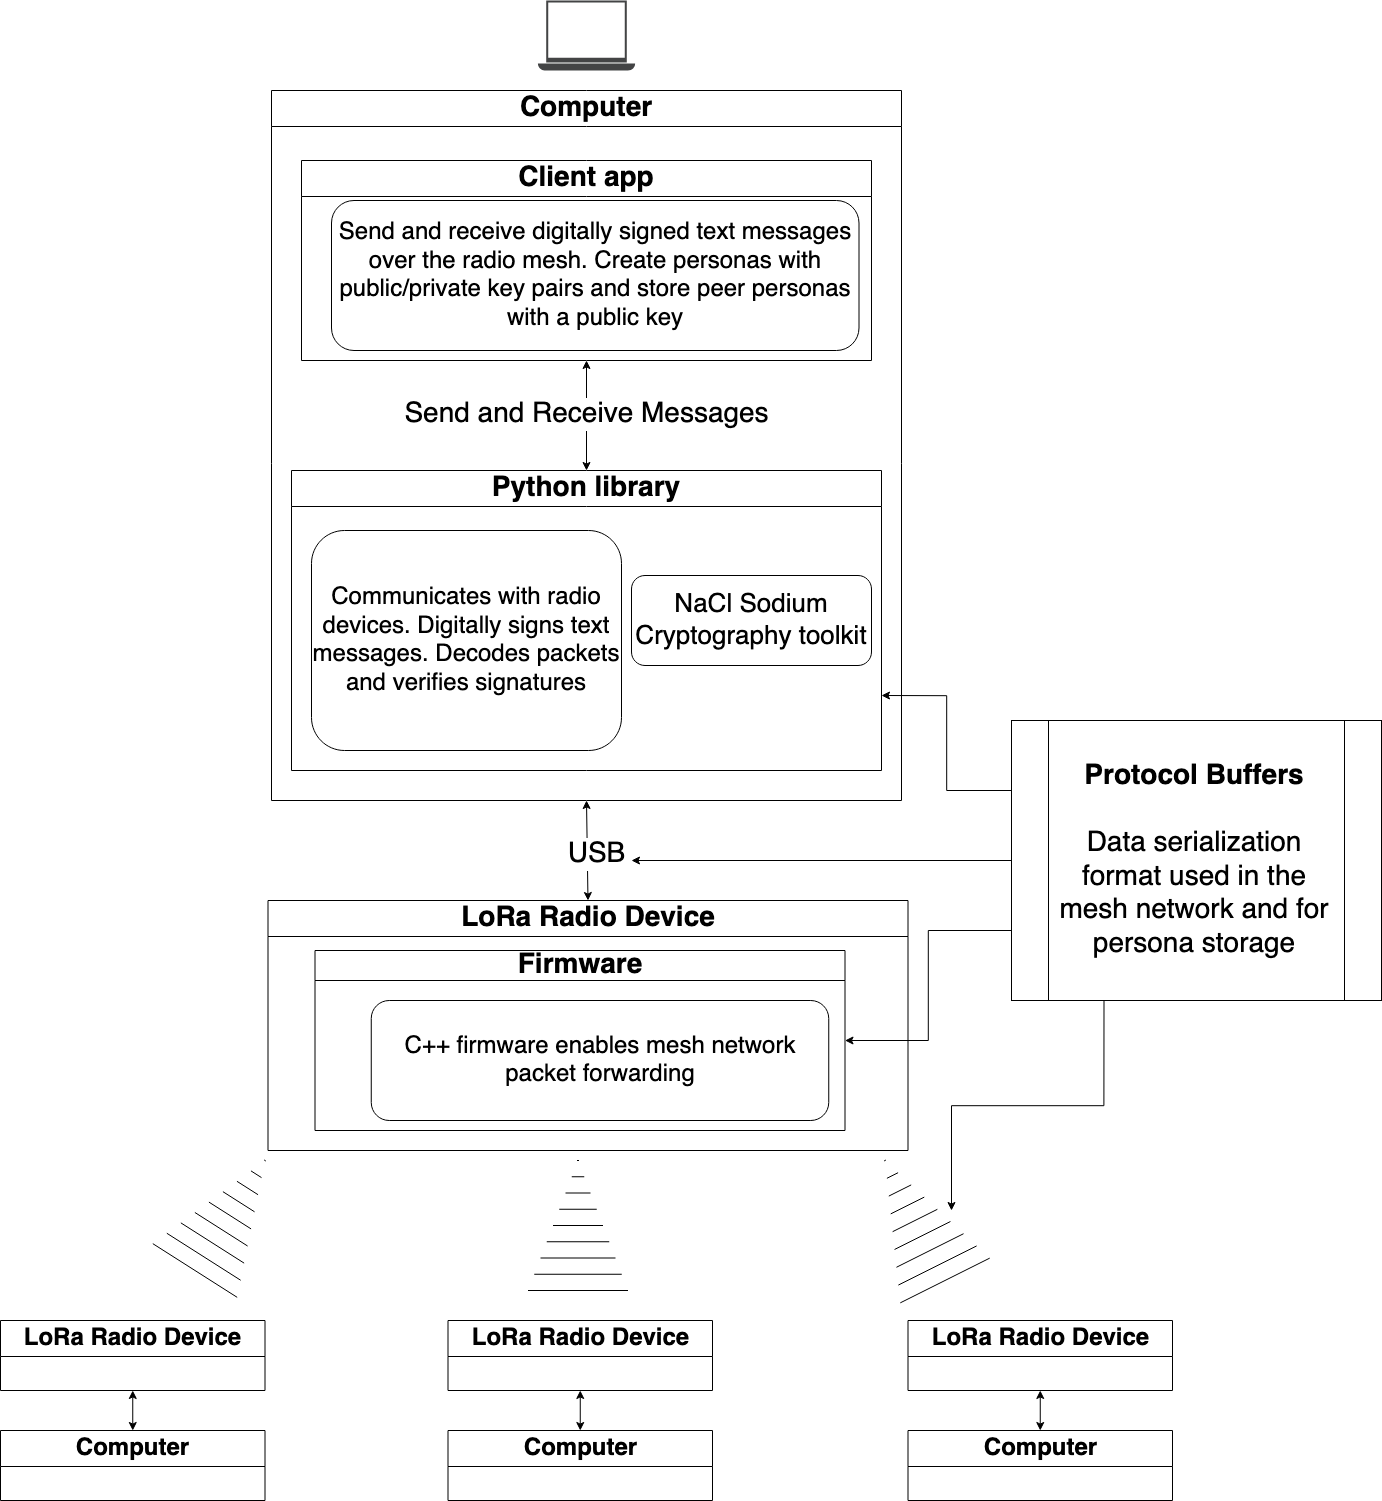 Computer
Client app
Send and receive digitally signed text messages
over the radio mesh. Create personas with
public/private key pairs and store peer personas
with a public key
Send and Receive Messages
Python library
Communicates with radio
devices. Digitally signs text
messages. Decodes packets
and verifies signatures
NaCl Sodium
Cryptography toolkit
Protocol Buffers
Data serialization
format used in the
mesh network and for
persona storage
USB
LoRa Radio Device
Firmware
C++ firmware enables mesh network
packet forwarding
LoRa Radio Device
LoRa Radio Device
LoRa Radio Device
Computer
Computer
Computer